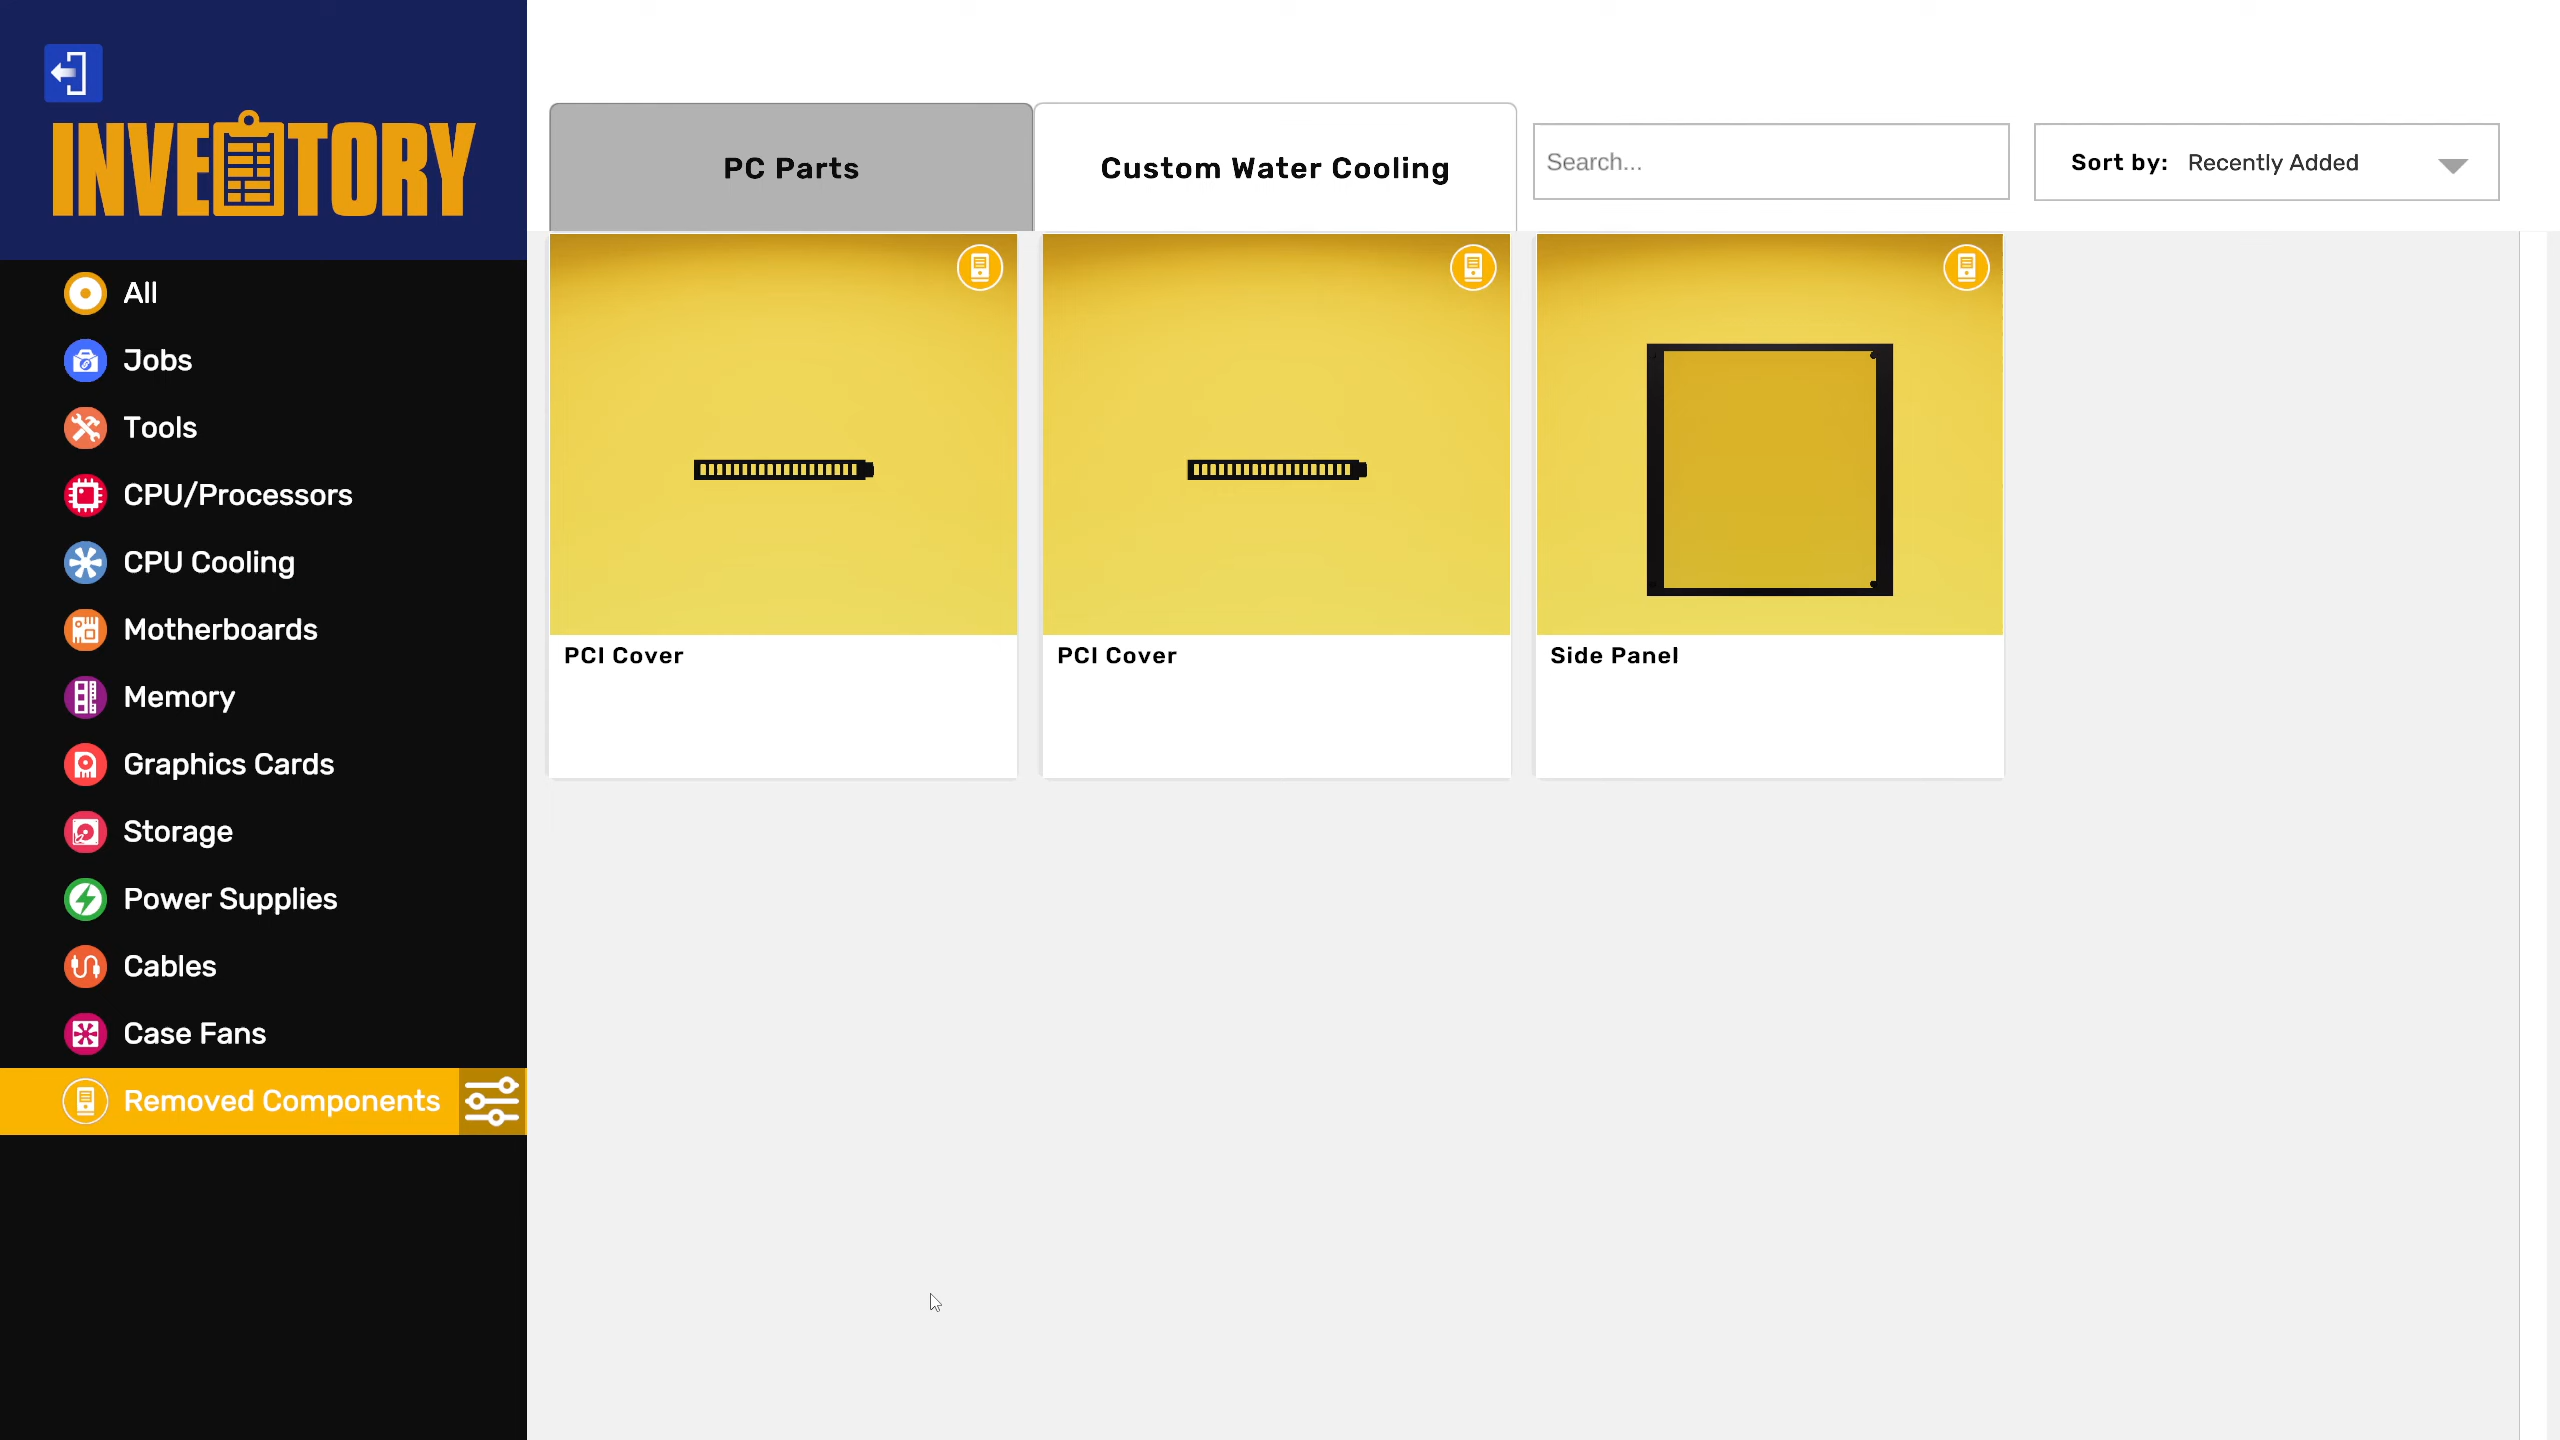 INVENTORY
All
Jobs
Tools
CPU/Processors
CPU Cooling
Motherboards
Memory
Graphics Cards
Storage
Power Supplies
Cables
Case Fans
Removed Components
PC Parts
Custom Water Cooling
Search...
Sort by: Recently Added
PCI Cover
PCI Cover
Side Panel